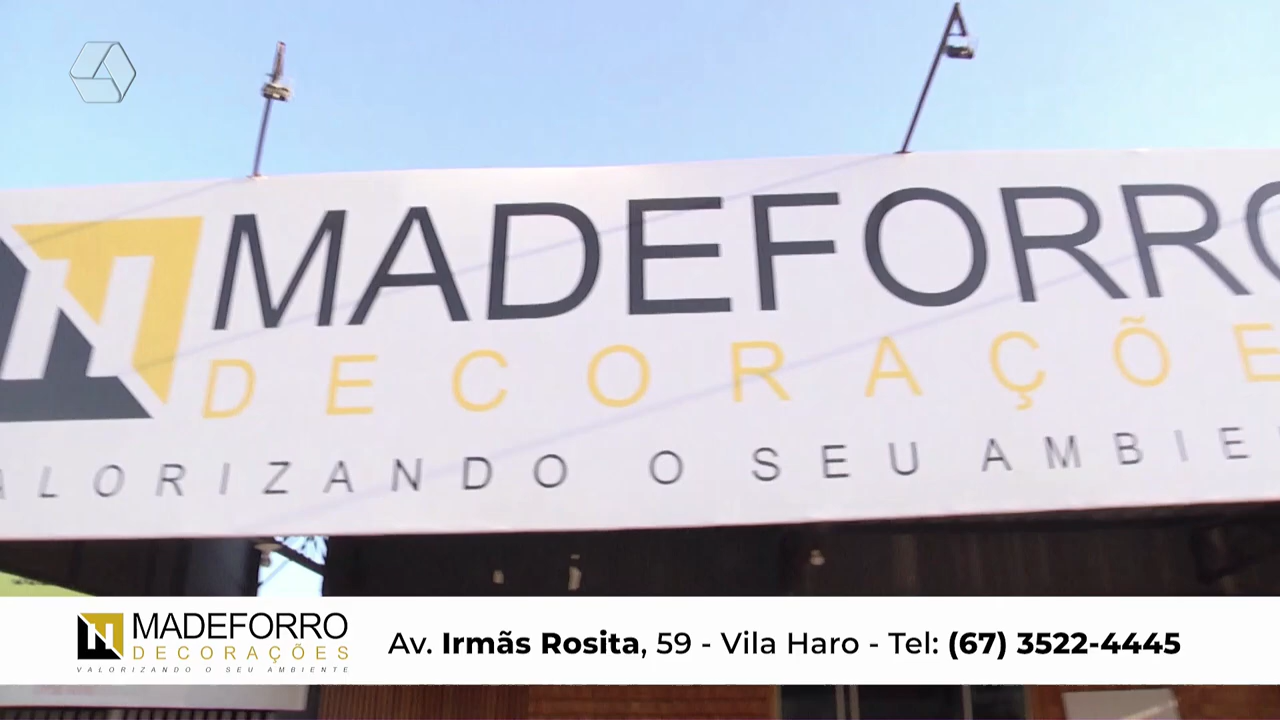 MADEFORRO
DECORAÇÕE
VALORIZANDO O SEU AMBIE
MADEFORRO
DECORAÇÕES
VALORIZANDO O SEU AMBIENTE
Av. Irmãs Rosita, 59 - Vila Haro - Tel: (67) 3522-4445